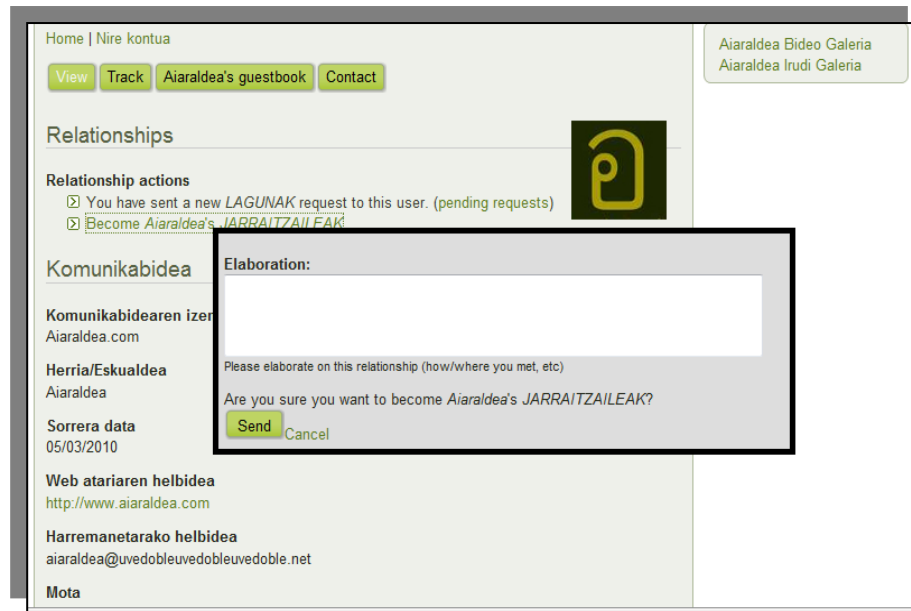 Home | Nire kontua
View Track Aiaraldea's guestbook Contact
Relationships
Relationship actions
You have sent a new LAGUNAK request to this user. (pending requests)
Become Aiaraldea's JARRAITZAILEAK
Komunikabidea
Komunikabidearen izer
Aiaraldea.com
Herria/Eskualdea
Aiaraldea
Sorrera data
05/03/2010
Web atariaren helbidea
http://www.aiaraldea.com
Harremanetarako helbidea
aiaraldea@uvedobleuvedobleuvedoble.net
Mota
Elaboration:
Please elaborate on this relationship (how/where you met, etc)
Are you sure you want to become Aiaraldea's JARRAITZAILEAK?
Send Cancel
Aiaraldea Bideo Galeria
Aiaraldea Irudi Galeria